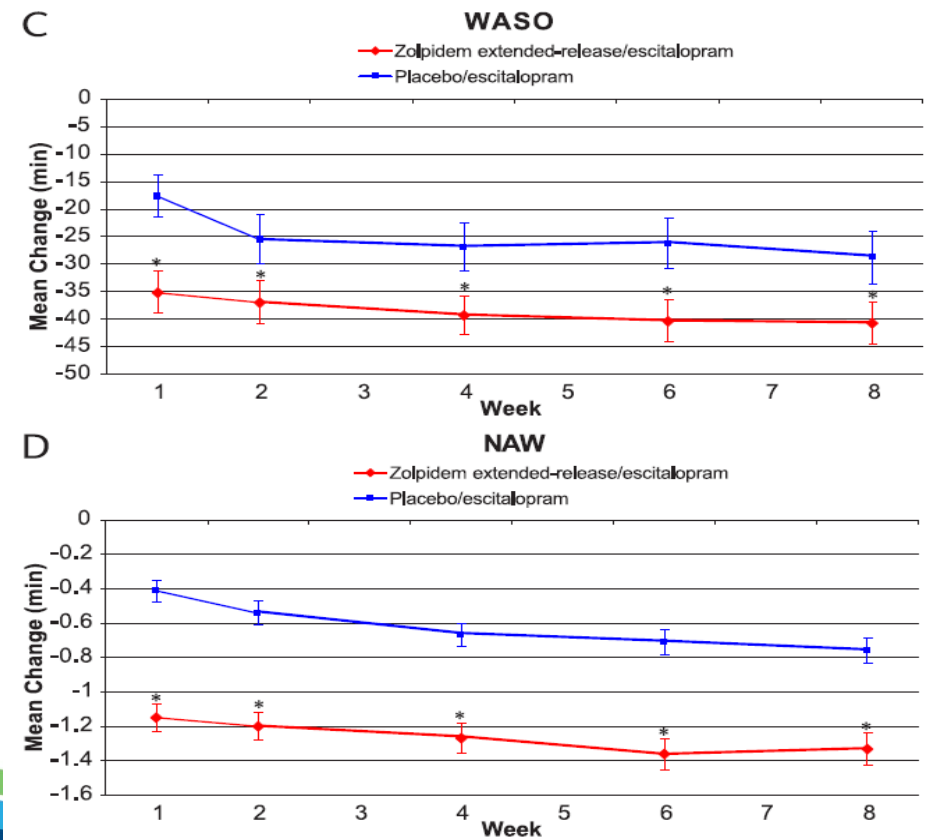 C
WASO
Zolpidem extended-release/escitalopram
Placebo/escitalopram
Mean Change (min)
0
-5
-10
-15
-20
-25
-30
-35
-40
-45
-50
* * * * *
1 2 3 4 5 6 7 8
Week
D
NAW
Zolpidem extended-release/escitalopram
Placebo/escitalopram
Mean Change (min)
0
-0.2
-0.4
-0.6
-0.8
-1
-1.2
-1.4
-1.6
* * * * *
1 2 3 4 5 6 7 8
Week